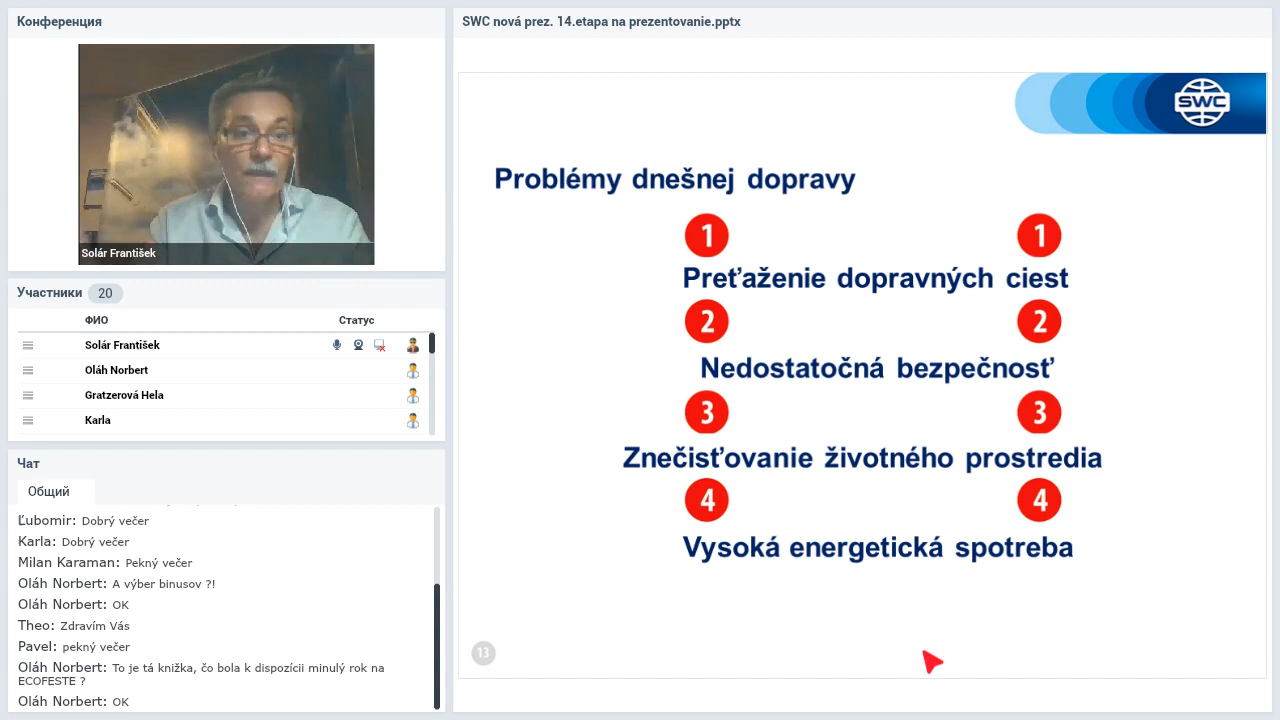 Конференция
Solár František
Участники 20
ФИО Статус
Solár František
Oláh Norbert
Gratzerová Hela
Karla
Чат
Общий
Ľubomir: Dobrý večer
Karla: Dobrý večer
Milan Karaman: Pekný večer
Oláh Norbert: A výber binusov ?!
Oláh Norbert: OK
Theo: Zdravím Vás
Pavel: pekný večer
Oláh Norbert: To je tá knižka, čo bola k dispozícii minulý rok na
ECOFESTE ?
Oláh Norbert: OK
SWC nová prez. 14.etapa na prezentovanie.pptx
SWC
Problémy dnešnej dopravy
1 1
Preťaženie dopravných ciest
2 2
Nedostatočná bezpečnosť
3 3
Znečisťovanie životného prostredia
4 4
Vysoká energetická spotreba
13